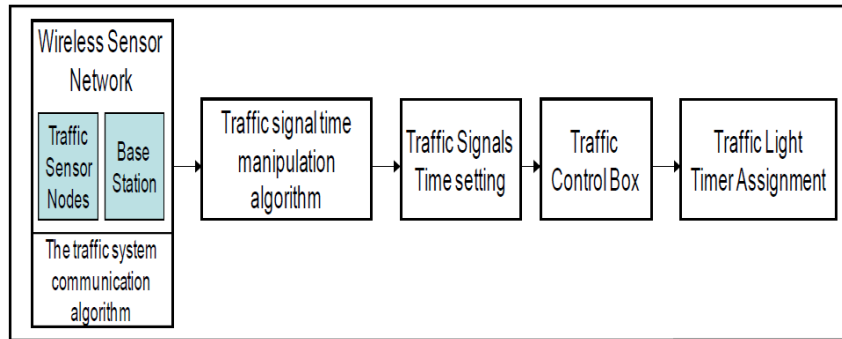 Wireless Sensor
Network
Traffic
Sensor
Nodes
Base
Station
The traffic system
communication
algorithm
Traffic signal time
manipulation
algorithm
Traffic Signals
Time setting
Traffic
Control Box
Traffic Light
Timer Assignment